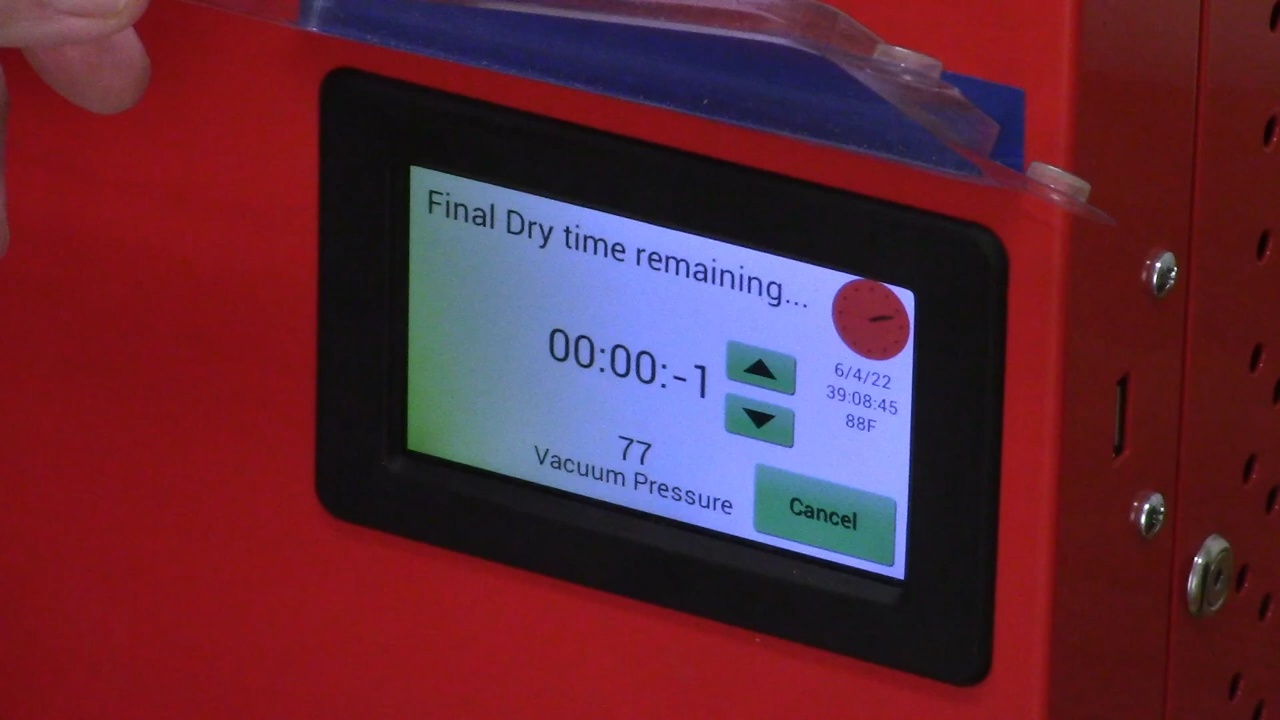 Final Dry time remaining...
00:00:-1
6/4/22
39:08:45
88F
77
Vacuum Pressure
Cancel